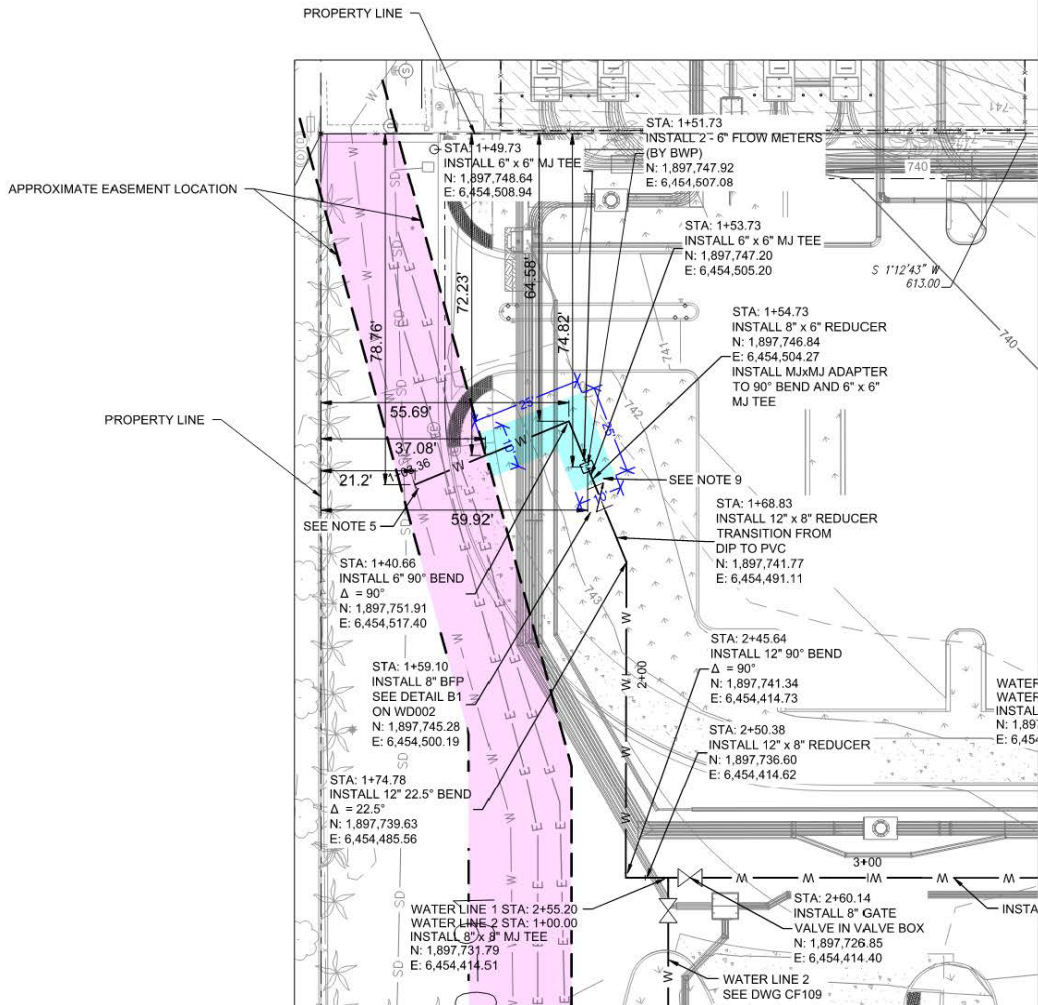 PROPERTY LINE
STA: 1+51.73
INSTALL 2 - 6" FLOW METERS
(BY BWP)
N: 1,897,747.92
E: 6,454,507.08
STA: 1+49.73
INSTALL 6" x 6" MJ TEE
N: 1,897,748.64
E: 6,454,508.94
741
740
APPROXIMATE EASEMENT LOCATION
STA: 1+53.73
INSTALL 6" x 6" MJ TEE
N: 1,897,747.20
E: 6,454,505.20
S 1°12'43" W
613.00
72.23'
64.58'
78.76'
74.82'
STA: 1+54.73
INSTALL 8" x 6" REDUCER
N: 1,897,746.84
E: 6,454,504.27
INSTALL MJxMJ ADAPTER
TO 90° BEND AND 6" x 6"
MJ TEE
740
741
742
PROPERTY LINE
55.69'
25'
25'
37.08'
10'
21.2'
SEE NOTE 9
SEE NOTE 5
59.92'
STA: 1+68.83
INSTALL 12" x 8" REDUCER
TRANSITION FROM
DIP TO PVC
N: 1,897,741.77
E: 6,454,491.11
STA: 1+40.66
INSTALL 6" 90° BEND
Δ = 90°
N: 1,897,751.91
E: 6,454,517.40
743
STA: 2+45.64
INSTALL 12" 90° BEND
Δ = 90°
N: 1,897,741.34
E: 6,454,414.73
2+00
STA: 1+59.10
INSTALL 8" BFP
SEE DETAIL B1
ON WD002
N: 1,897,745.28
E: 6,454,500.19
WATER
WATER
INSTAL
N: 1,897
E: 6,454
STA: 2+50.38
INSTALL 12" x 8" REDUCER
N: 1,897,736.60
E: 6,454,414.62
STA: 1+74.78
INSTALL 12" 22.5° BEND
Δ = 22.5°
N: 1,897,739.63
E: 6,454,485.56
3+00
WATER LINE 1 STA: 2+55.20
WATER LINE 2 STA: 1+00.00
INSTALL 8" x 8" MJ TEE
N: 1,897,731.79
E: 6,454,414.51
STA: 2+60.14
INSTALL 8" GATE
VALVE IN VALVE BOX
N: 1,897,726.85
E: 6,454,414.40
INSTA
WATER LINE 2
SEE DWG CF109